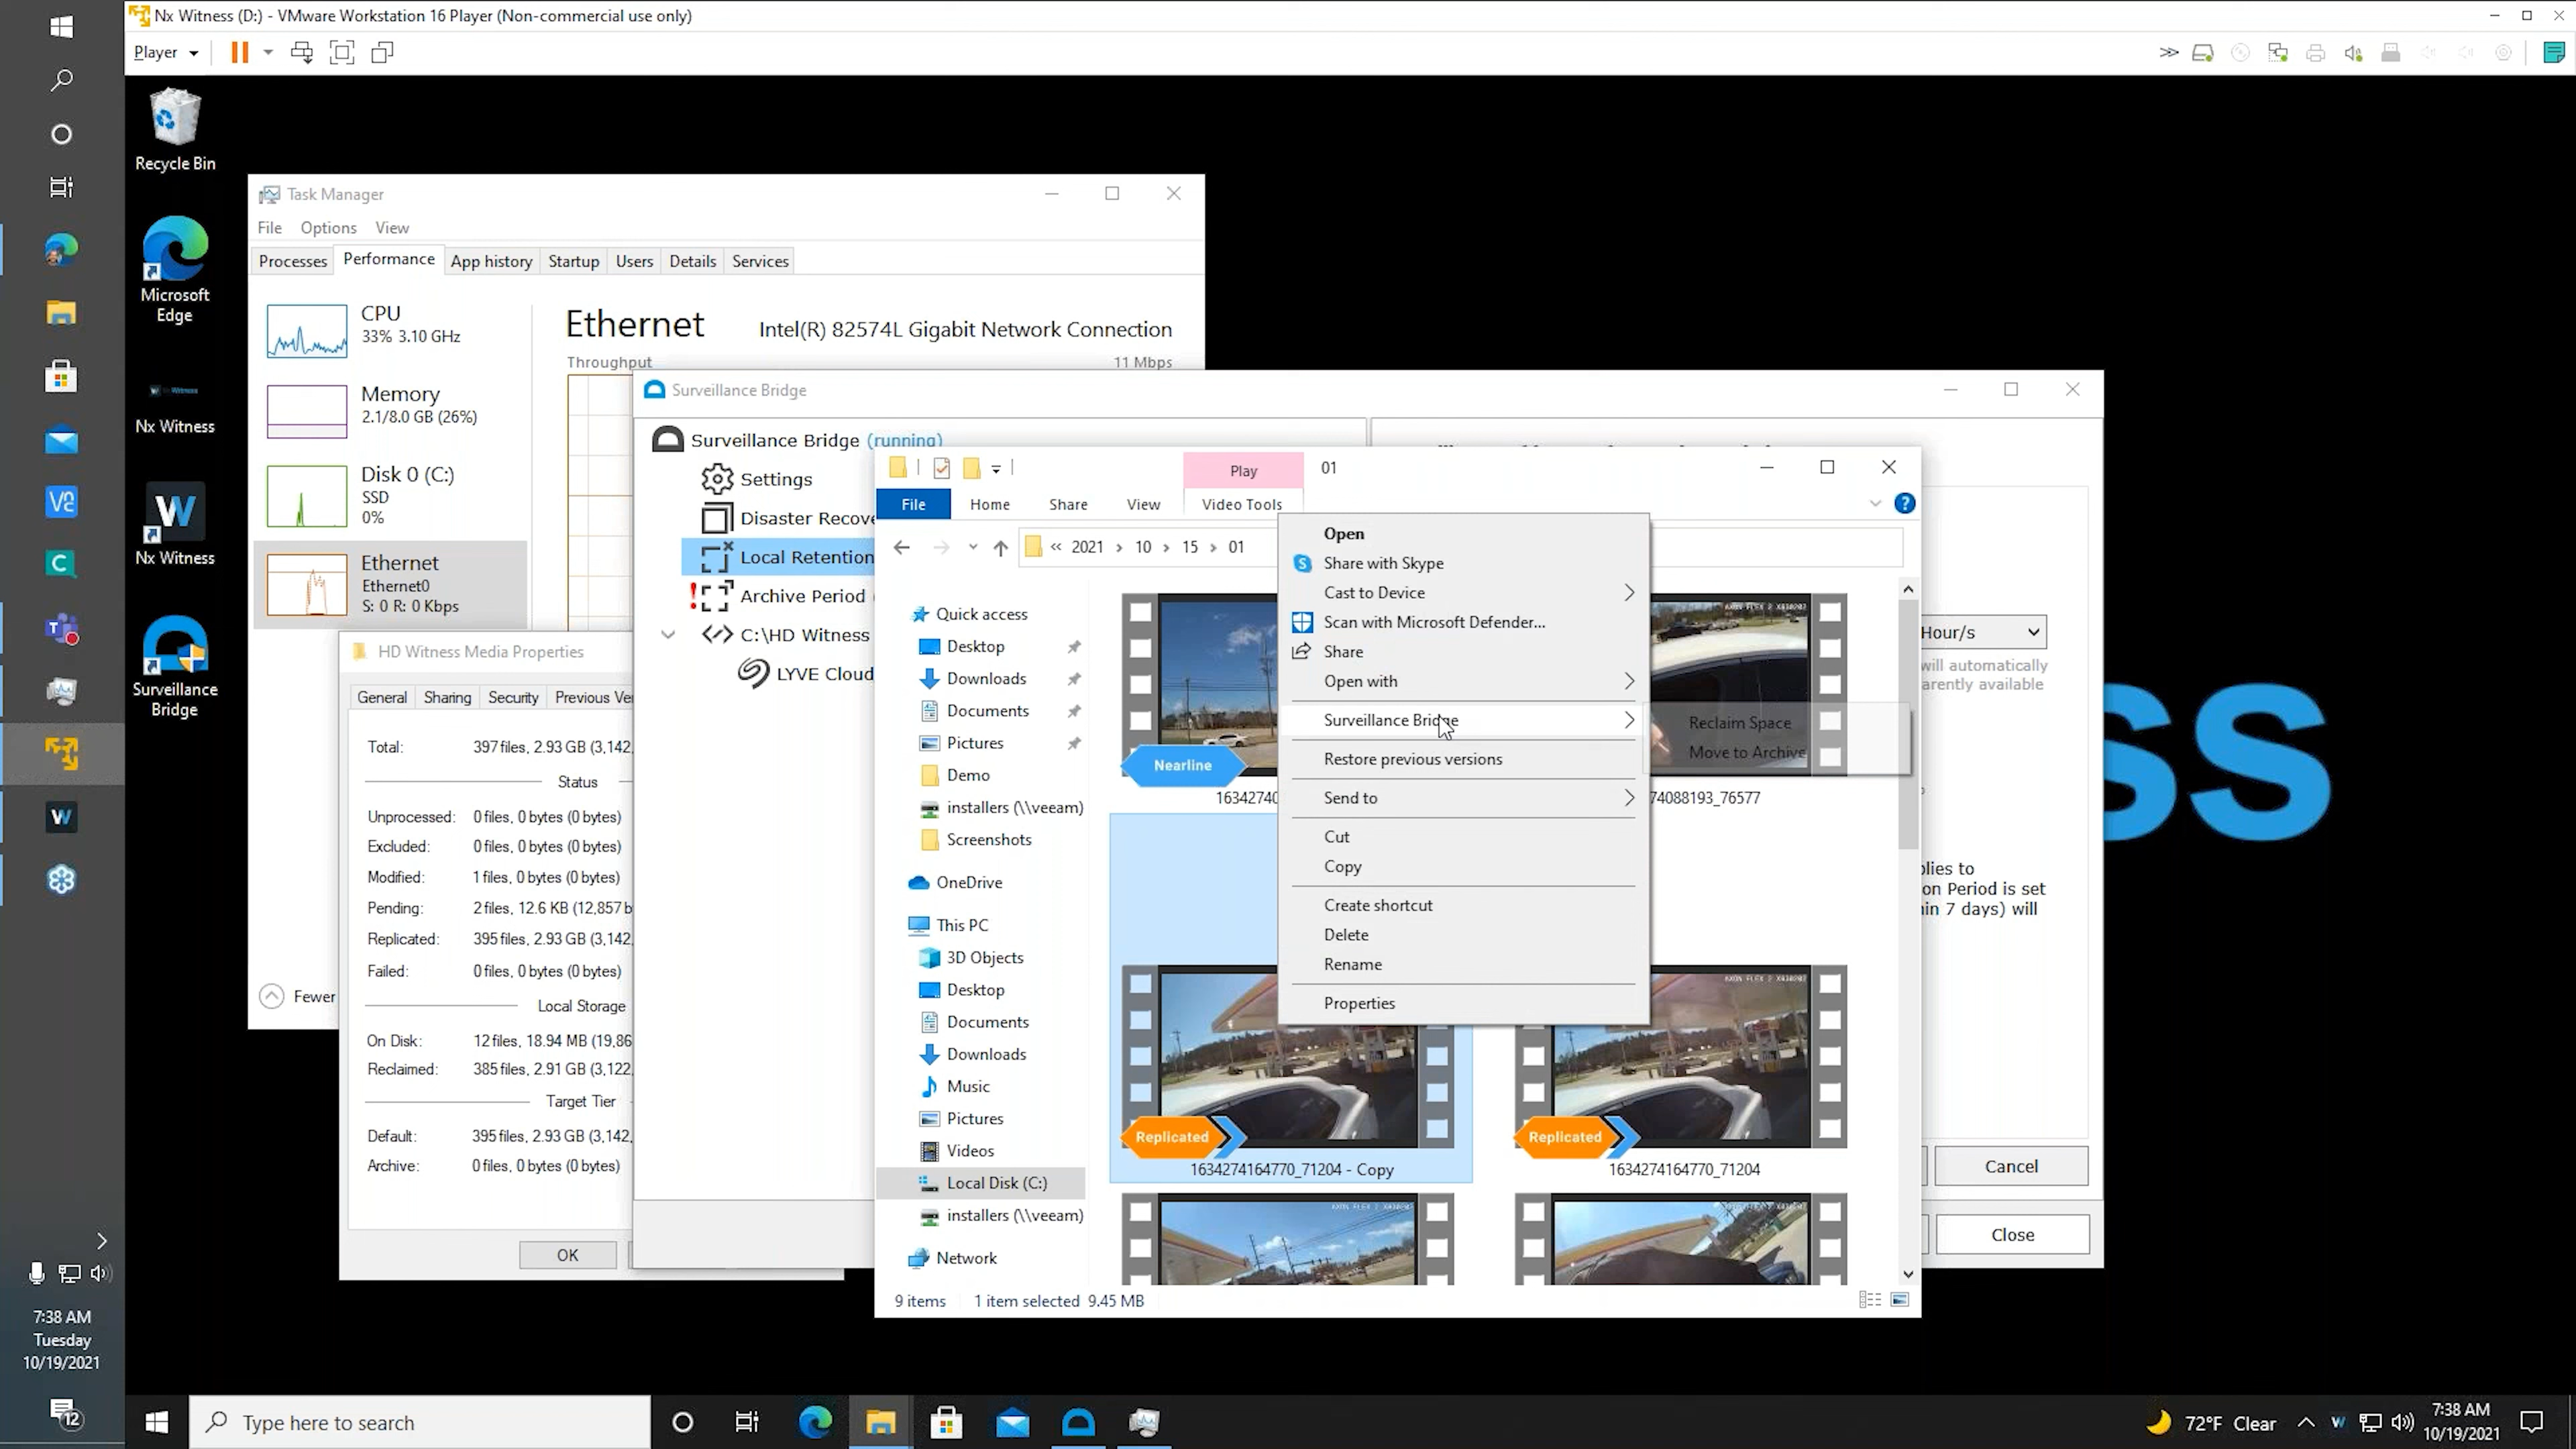 Nx Witness (D:) - VMware Workstation 16 Player (Non-commercial use only)
Player
Recycle Bin
Microsoft
Edge
Nx Witness
Nx Witness
Surveillance
Bridge
Task Manager
File Options View
Processes Performance App history Startup Users Details Services
CPU
33% 3.10 GHz
Memory
2.1/8.0 GB (26%)
Disk 0 (C:)
SSD
0%
Ethernet
Ethernet0
S: 0 R: 0 Kbps
Ethernet Intel(R) 82574L Gigabit Network Connection
Throughput 11 Mbps
Fewer
HD Witness Media Properties
General Sharing Security Previous Ver
Total: 397 files, 2.93 GB (3,142,
Status
Unprocessed: 0 files, 0 bytes (0 bytes)
Excluded: 0 files, 0 bytes (0 bytes)
Modified: 1 files, 0 bytes (0 bytes)
Pending: 2 files, 12.6 KB (12,857 b
Replicated: 395 files, 2.93 GB (3,142,
Failed: 0 files, 0 bytes (0 bytes)
Local Storage
On Disk: 12 files, 18.94 MB (19,86
Reclaimed: 385 files, 2.91 GB (3,122,
Target Tier
Default: 395 files, 2.93 GB (3,142,
Archive: 0 files, 0 bytes (0 bytes)
OK
Surveillance Bridge
Surveillance Bridge (running)
Settings
Disaster Recove
Local Retention
Archive Period
C:\HD Witness
LYVE Cloud
Hour/s
will automatically
arently available
plies to
on Period is set
in 7 days) will
Cancel
Close
Play 01
File Home Share View Video Tools
« 2021 > 10 > 15 > 01
Quick access
Desktop
Downloads
Documents
Pictures
Demo
installers (\\veeam)
Screenshots
OneDrive
This PC
3D Objects
Desktop
Documents
Downloads
Music
Pictures
Videos
Local Disk (C:)
installers (\\veeam)
Network
Nearline
16342740
74088193_76577
Replicated
1634274164770_71204 - Copy
Replicated
1634274164770_71204
9 items 1 item selected 9.45 MB
Open
Share with Skype
Cast to Device
Scan with Microsoft Defender...
Share
Open with
Surveillance Bridge
Restore previous versions
Send to
Cut
Copy
Create shortcut
Delete
Rename
Properties
Reclaim Space
Move to Archive
ss
7:38 AM
Tuesday
10/19/2021
12
Type here to search
72°F Clear
7:38 AM
10/19/2021